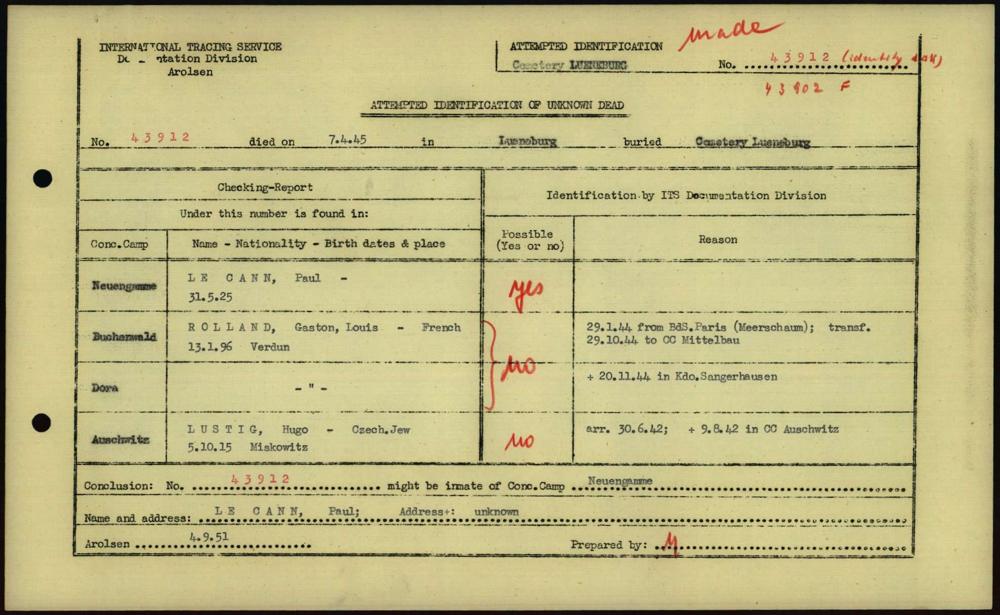 made
INTERNATIONAL TRACING SERVICE
Documentation Division
Arolsen
ATTEMPTED IDENTIFICATION
Cemetery LUENEBURG
No. 43912 (identity
43902 F
ATTEMPTED IDENTIFICATION OF UNKNOWN DEAD
No. 43912 died on 7.4.45 in Lueneburg buried Cemetery Lueneburg
Checking-Report
Under this number is found in:
Identification by ITS Documentation Division
Conc.Camp Name - Nationality - Birth dates & place
Possible
(Yes or no)
Reason
Neuengamme
LE CANN, Paul -
31.5.25
yes
Buchenwald
ROLLAND, Gaston, Louis - French
13.1.96 Verdun
no
29.1.44 from BdS.Paris (Meerschaum); transf.
29.10.44 to CC Mittelbau
Dora
- " -
+ 20.11.44 in Kdo.Sangerhausen
Auschwitz
LUSTIG, Hugo - Czech.Jew
5.10.15 Miskowitz
no
arr. 30.6.42; + 9.8.42 in CC Auschwitz
Conclusion: No. 43912 might be inmate of Conc.Camp Neuengamme
Name and address: LE CANN, Paul; Address+: unknown
Arolsen 4.9.51
Prepared by: